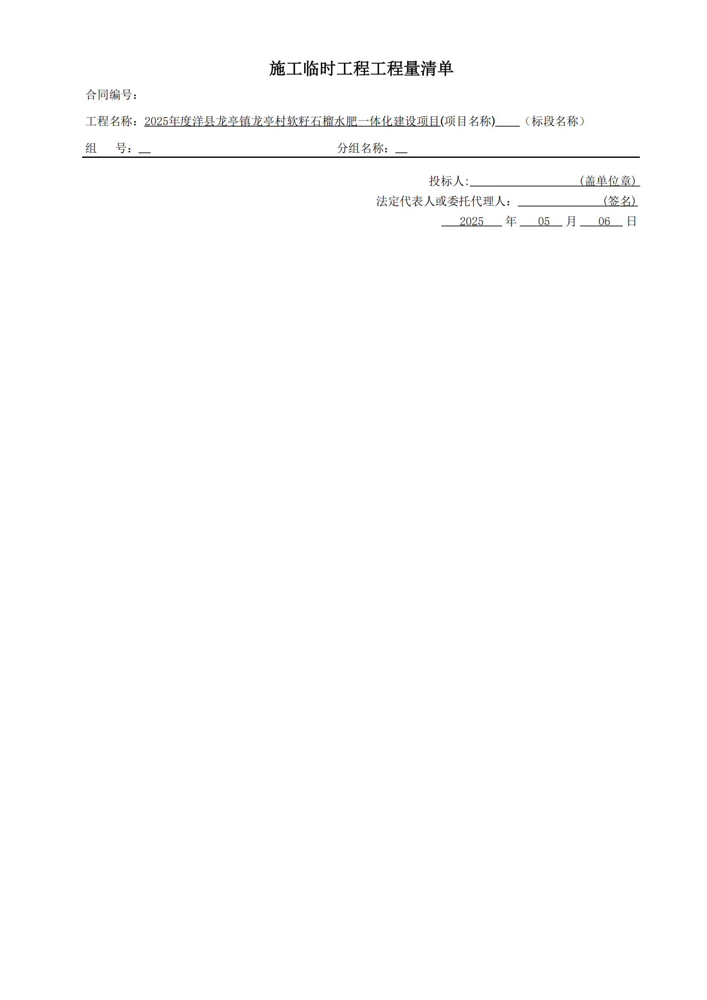 施工临时工程工程量清单
合同编号：
工程名称：2025年度洋县龙亭镇龙亭村软籽石榴水肥一体化建设项目(项目名称)____（标段名称）
组 号：__ 分组名称：__
投标人:__________________(盖单位章)
法定代表人或委托代理人：______________(签名)
2025 年 05 月 06 日